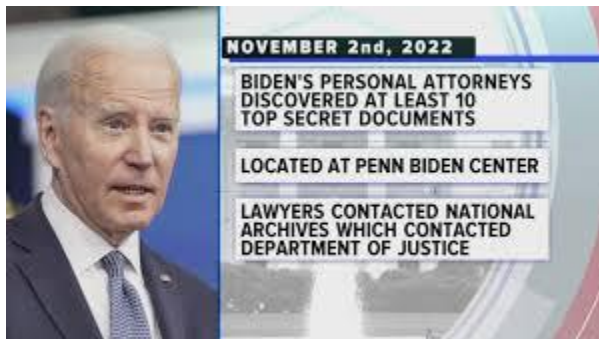 NOVEMBER 2nd, 2022
BIDEN'S PERSONAL ATTORNEYS
DISCOVERED AT LEAST 10
TOP SECRET DOCUMENTS
LOCATED AT PENN BIDEN CENTER
LAWYERS CONTACTED NATIONAL
ARCHIVES WHICH CONTACTED
DEPARTMENT OF JUSTICE